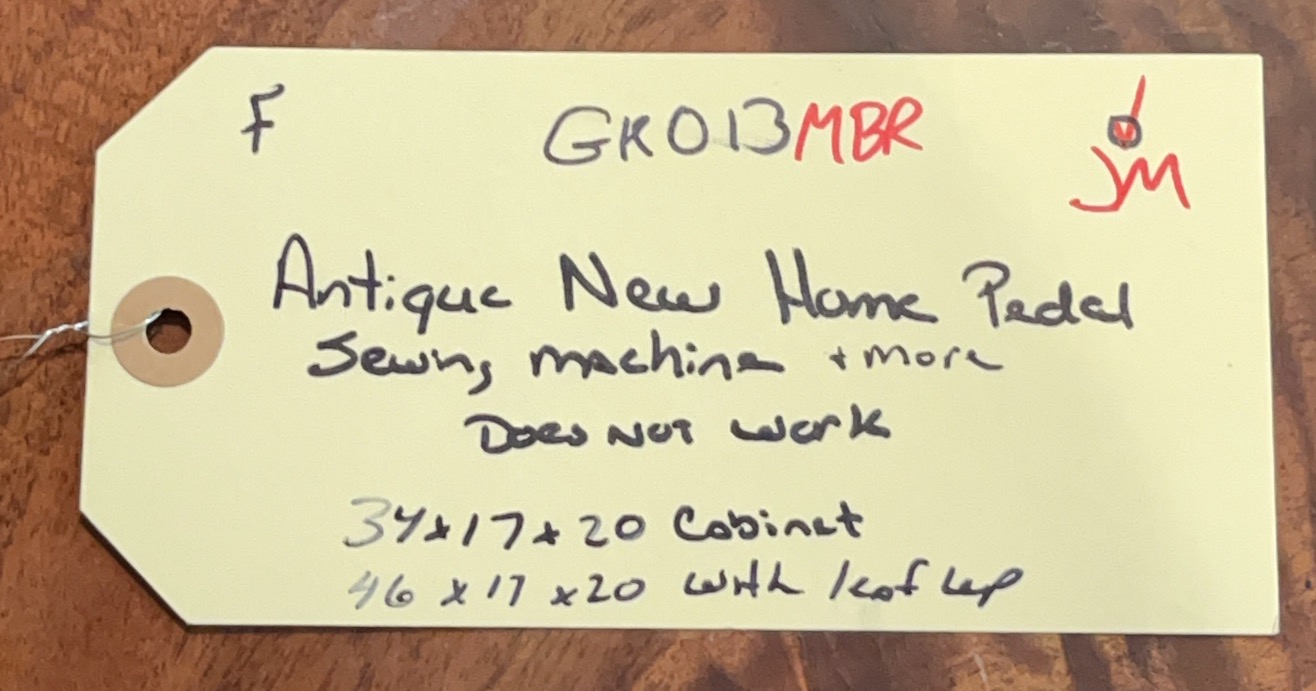 F GK013MBR
JM
Antique New Home Pedal
Sewing machine + more
Does Not work
34x17x20 Cabinet
46 x 17 x20 with leaf up